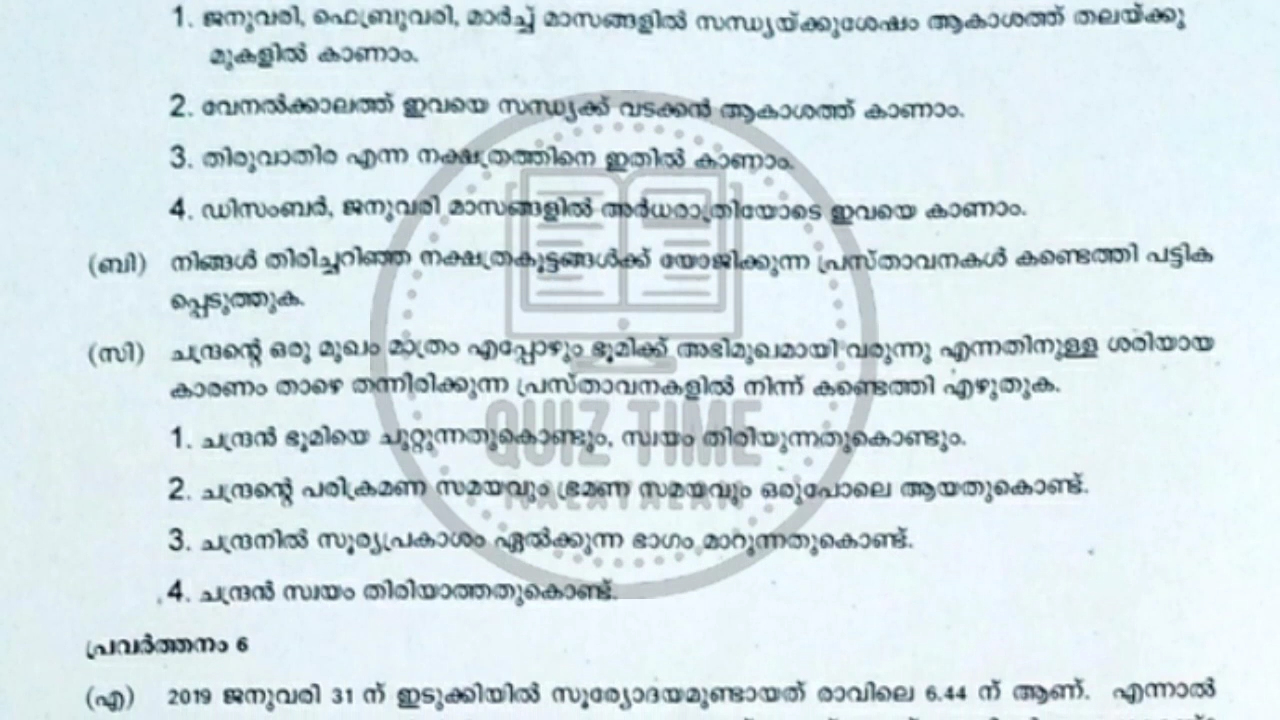 1. ജനുവരി, ഫെബ്രുവരി, മാർച്ച് മാസങ്ങളിൽ സന്ധ്യയ്ക്കുശേഷം ആകാശത്ത് തലയ്ക്കു
മുകളിൽ കാണാം.
2. വേനൽക്കാലത്ത് ഇവയെ സന്ധ്യക്ക് വടക്കൻ ആകാശത്ത് കാണാം.
3. തിരുവാതിര എന്ന നക്ഷത്രത്തിനെ ഇതിൽ കാണാം.
4. ഡിസംബർ, ജനുവരി മാസങ്ങളിൽ അർധരാത്രിയോടെ ഇവയെ കാണാം.
(ബി) നിങ്ങൾ തിരിച്ചറിഞ്ഞ നക്ഷത്രകൂട്ടങ്ങൾക്ക് യോജിക്കുന്ന പ്രസ്താവനകൾ കണ്ടെത്തി പട്ടിക
പ്പെടുത്തുക.
(സി) ചന്ദ്രന്റെ ഒരു മുഖം മാത്രം എപ്പോഴും ഭൂമിക്ക് അഭിമുഖമായി വരുന്നു എന്നതിനുള്ള ശരിയായ
കാരണം താഴെ തന്നിരിക്കുന്ന പ്രസ്താവനകളിൽ നിന്ന് കണ്ടെത്തി എഴുതുക.
1. ചന്ദ്രൻ ഭൂമിയെ ചുറ്റുന്നതുകൊണ്ടും, സ്വയം തിരിയുന്നതുകൊണ്ടും.
QUIZ TIME
2. ചന്ദ്രന്റെ പരിക്രമണ സമയവും ഭ്രമണ സമയവും ഒരുപോലെ ആയതുകൊണ്ട്.
3. ചന്ദ്രനിൽ സൂര്യപ്രകാശം ഏൽക്കുന്ന ഭാഗം മാറുന്നതുകൊണ്ട്.
4. ചന്ദ്രൻ സ്വയം തിരിയാത്തതുകൊണ്ട്.
പ്രവർത്തനം 6
(എ) 2019 ജനുവരി 31 ന് ഇടുക്കിയിൽ സൂര്യോദയമുണ്ടായത് രാവിലെ 6.44 ന് ആണ്. എന്നാൽ